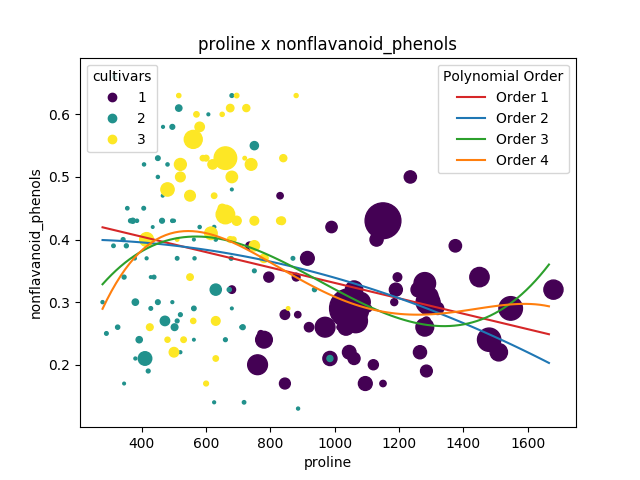 proline x nonflavanoid_phenols
cultivars
1
2
3
Polynomial Order
Order 1
Order 2
Order 3
Order 4
0.6
0.5
0.4
0.3
0.2
nonflavanoid_phenols
400 600 800 1000 1200 1400 1600
proline